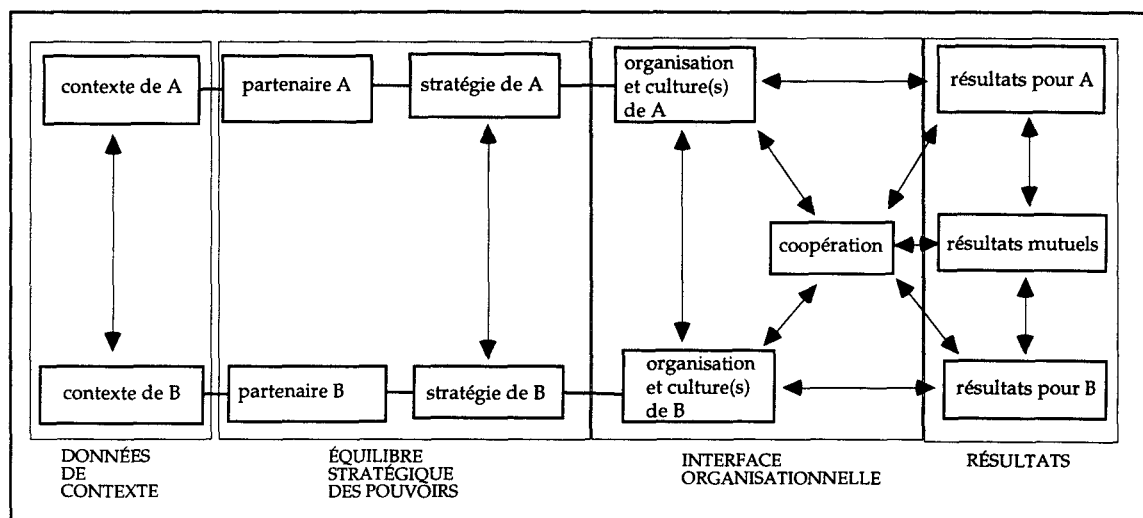 contexte de A
partenaire A
stratégie de A
organisation
et culture(s)
de A
résultats pour A
coopération
résultats mutuels
contexte de B
partenaire B
stratégie de B
organisation
et culture(s)
de B
résultats pour B
DONNÉES
DE
CONTEXTE
ÉQUILIBRE
STRATÉGIQUE
DES POUVOIRS
INTERFACE
ORGANISATIONNELLE
RÉSULTATS